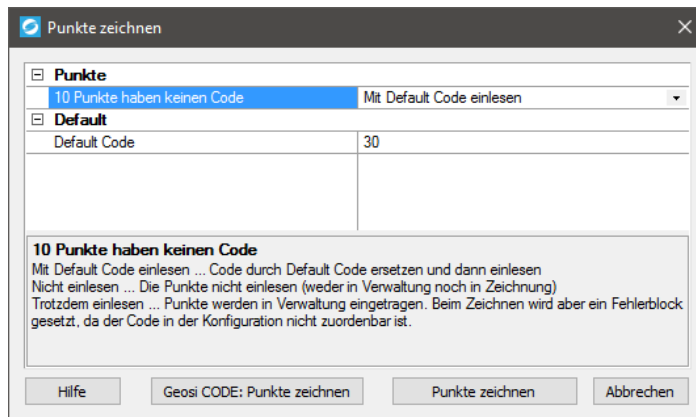 Punkte zeichnen
Punkte
10 Punkte haben keinen Code Mit Default Code einlesen
Default
Default Code 30
10 Punkte haben keinen Code
Mit Default Code einlesen ... Code durch Default Code ersetzen und dann einlesen
Nicht einlesen ... Die Punkte nicht einlesen (weder in Verwaltung noch in Zeichnung)
Trotzdem einlesen ... Punkte werden in Verwaltung eingetragen. Beim Zeichnen wird aber ein Fehlerblock
gesetzt, da der Code in der Konfiguration nicht zuordenbar ist.
Hilfe Geosi CODE: Punkte zeichnen Punkte zeichnen Abbrechen